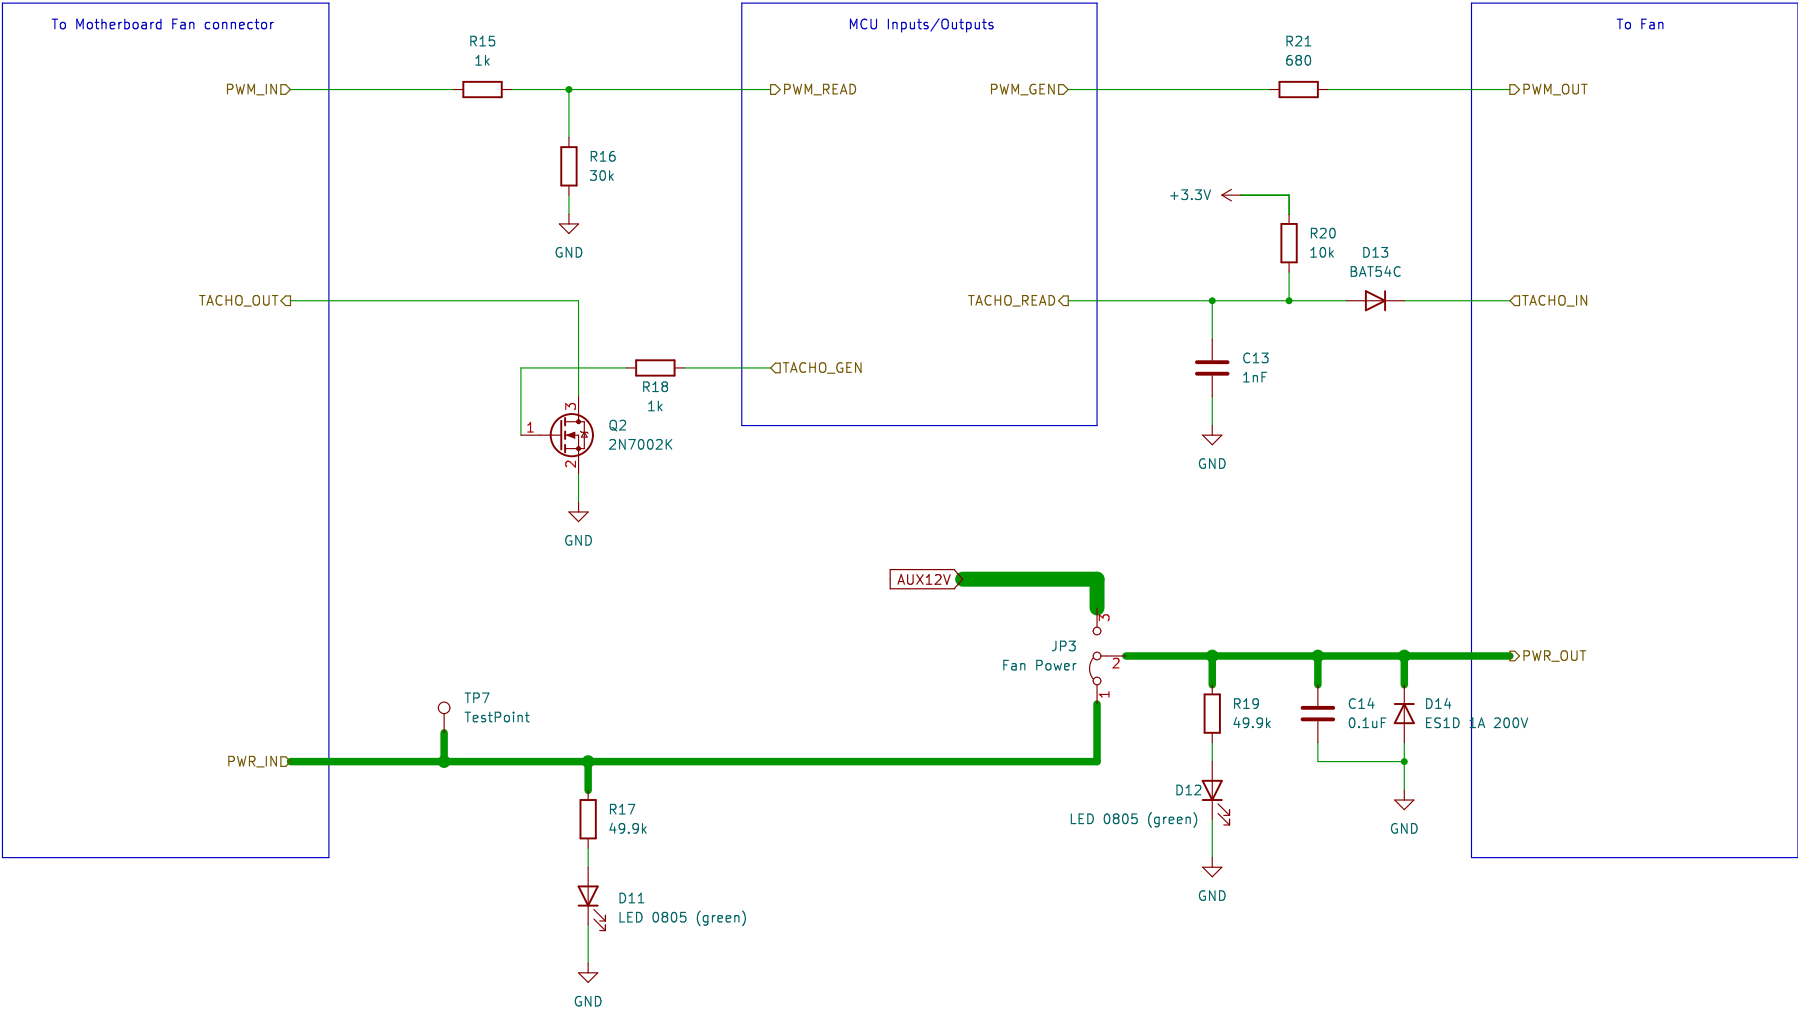 To Motherboard Fan connector
MCU Inputs/Outputs
To Fan
R15
1k
R21
680
PWM_IN
PWM_READ
PWM_GEN
PWM_OUT
R16
30k
GND
+3.3V
R20
10k
D13
BAT54C
TACHO_OUT
TACHO_READ
TACHO_IN
C13
1nF
GND
TACHO_GEN
R18
1k
3
1
2
Q2
2N7002K
GND
AUX12V
3
JP3
Fan Power
2
1
PWR_OUT
TP7
TestPoint
R19
49.9k
C14
0.1uF
D14
ES1D 1A 200V
PWR_IN
D12
LED 0805 (green)
GND
R17
49.9k
GND
D11
LED 0805 (green)
GND